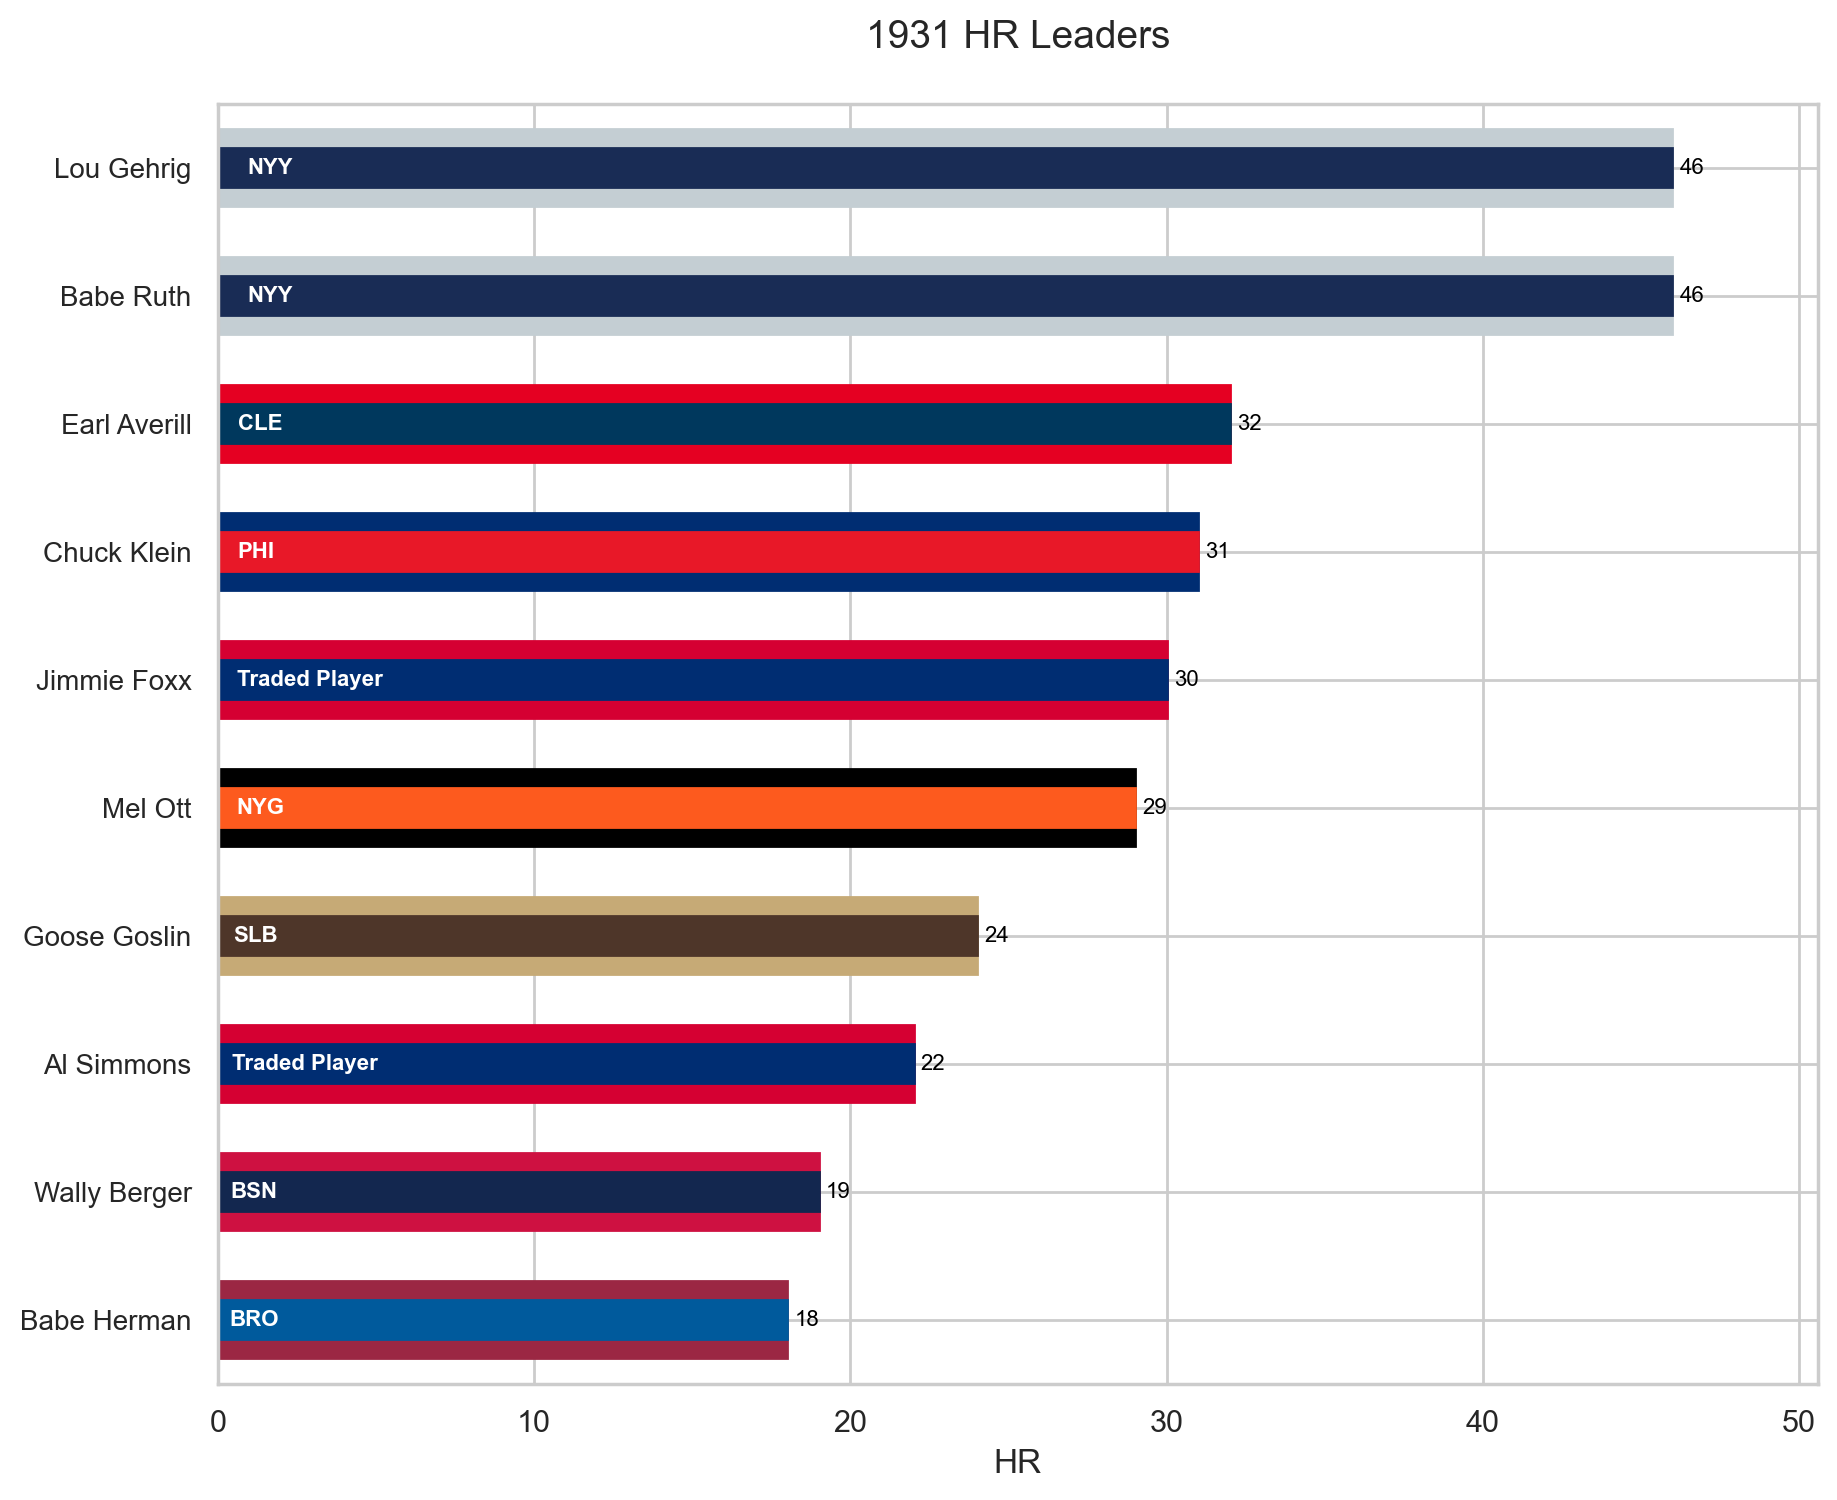 1931 HR Leaders
Lou Gehrig NYY 46
Babe Ruth NYY 46
Earl Averill CLE 32
Chuck Klein PHI 31
Jimmie Foxx Traded Player 30
Mel Ott NYG 29
Goose Goslin SLB 24
Al Simmons Traded Player 22
Wally Berger BSN 19
Babe Herman BRO 18
0 10 20 30 40 50
HR